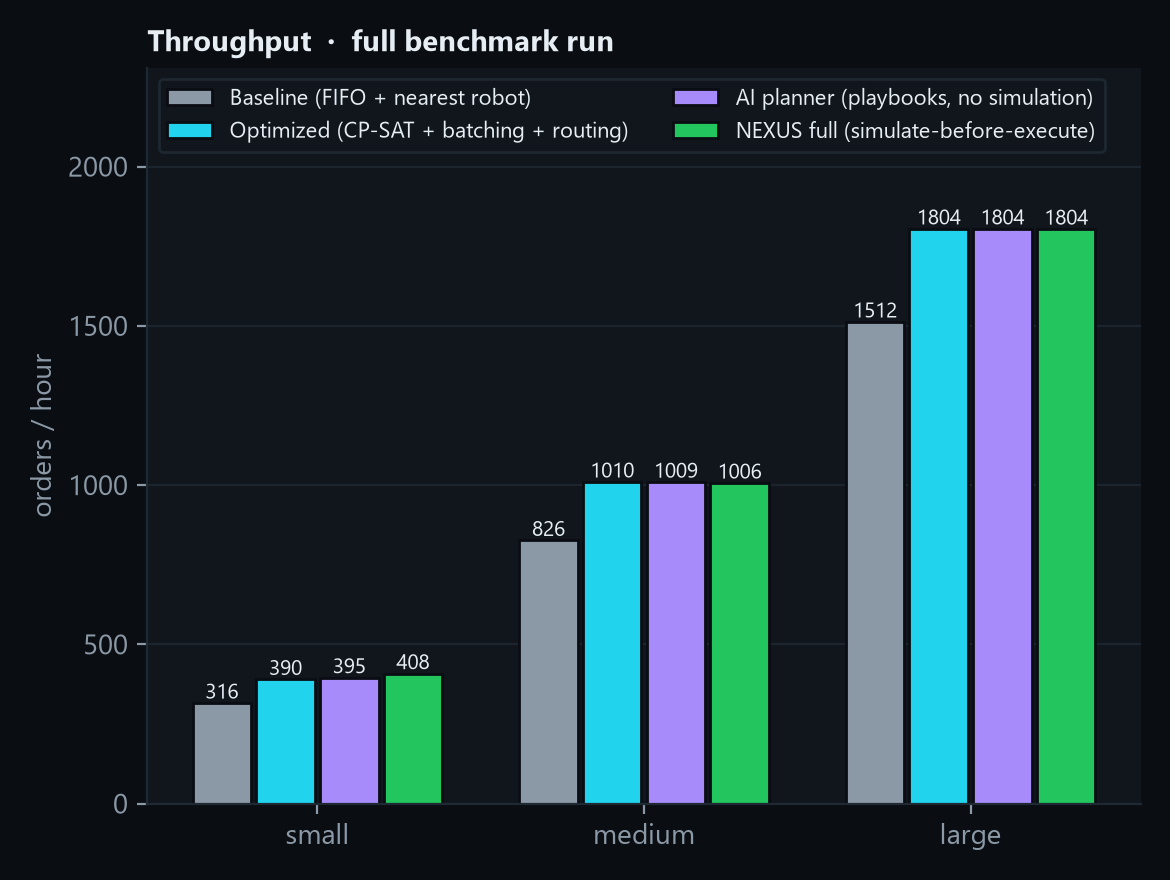 Throughput · full benchmark run
Baseline (FIFO + nearest robot)
Optimized (CP-SAT + batching + routing)
AI planner (playbooks, no simulation)
NEXUS full (simulate-before-execute)
orders / hour
2000
1500
1000
500
0
316
390
395
408
826
1010
1009
1006
1512
1804
1804
1804
small
medium
large